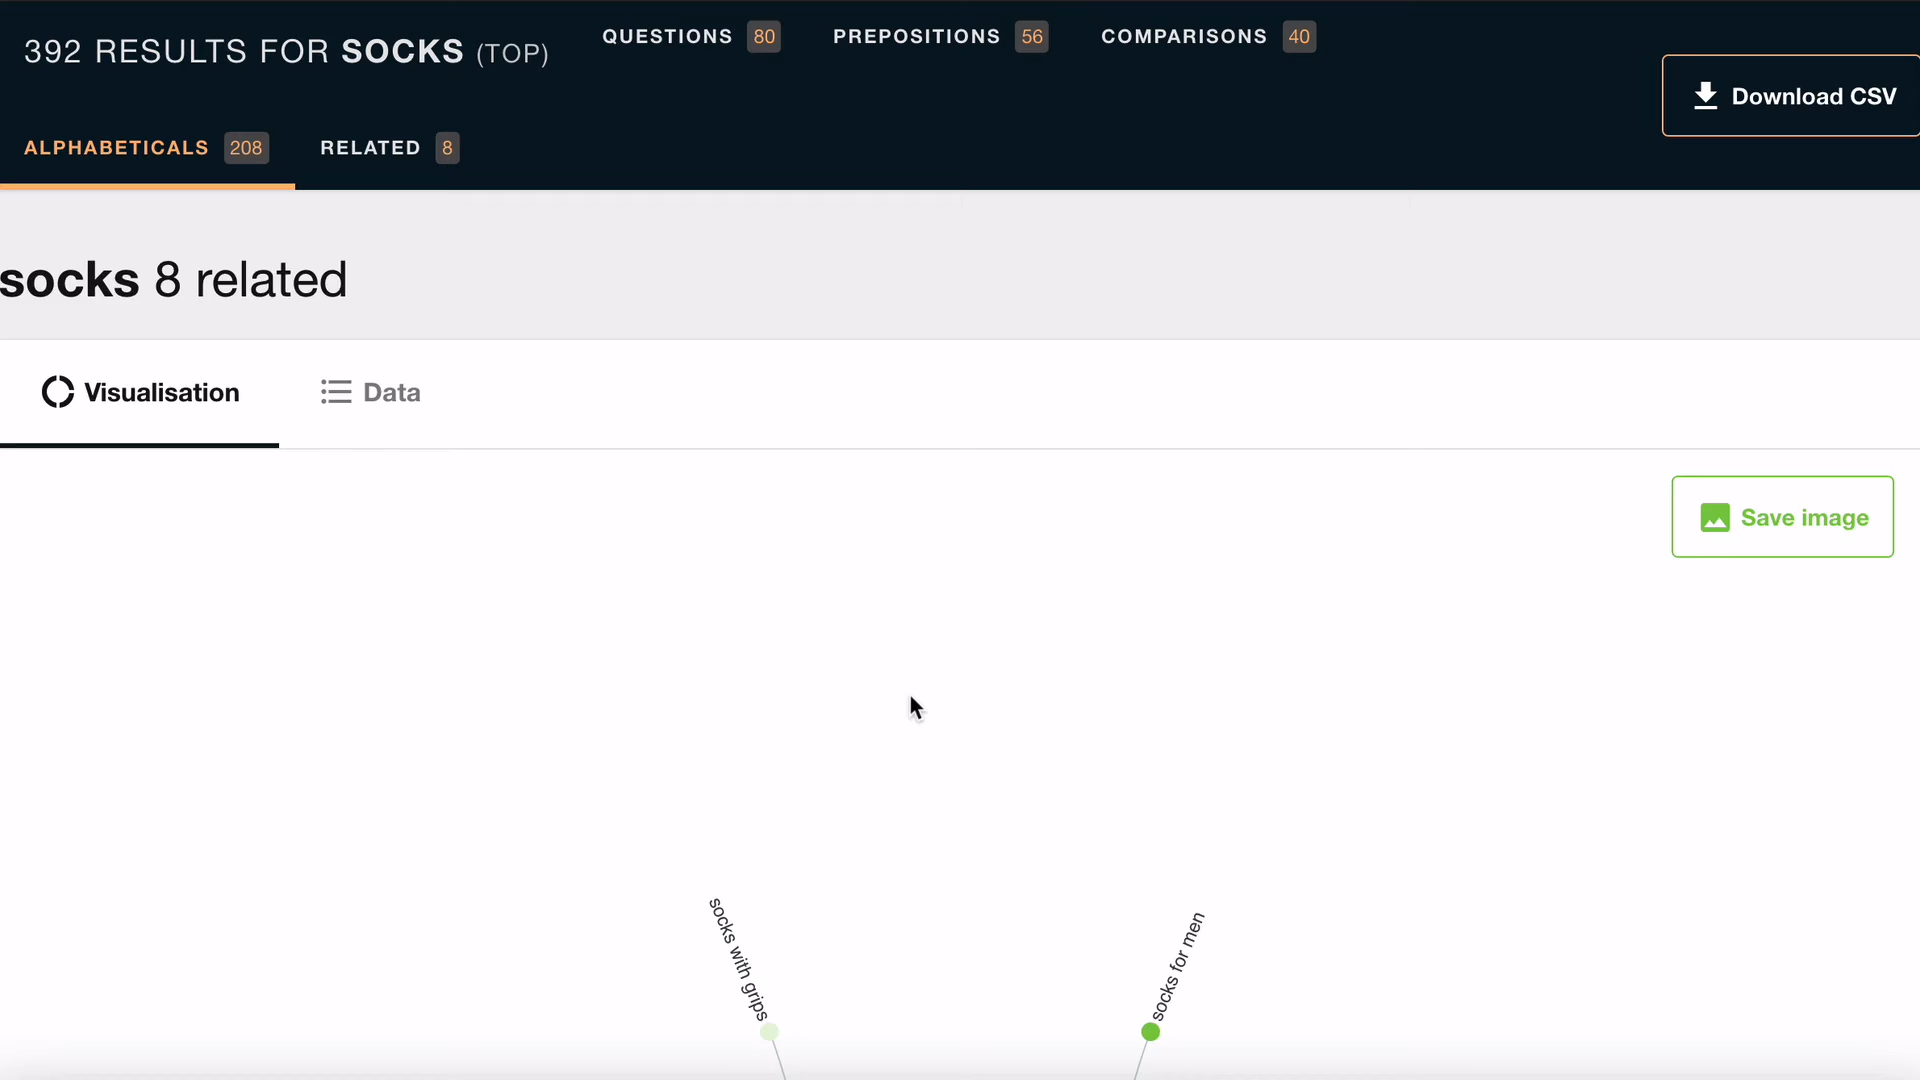 392 RESULTS FOR SOCKS (TOP)
QUESTIONS 80
PREPOSITIONS 56
COMPARISONS 40
Download CSV
ALPHABETICALS 208
RELATED 8
socks 8 related
Visualisation
Data
Save image
socks with grips
socks for men